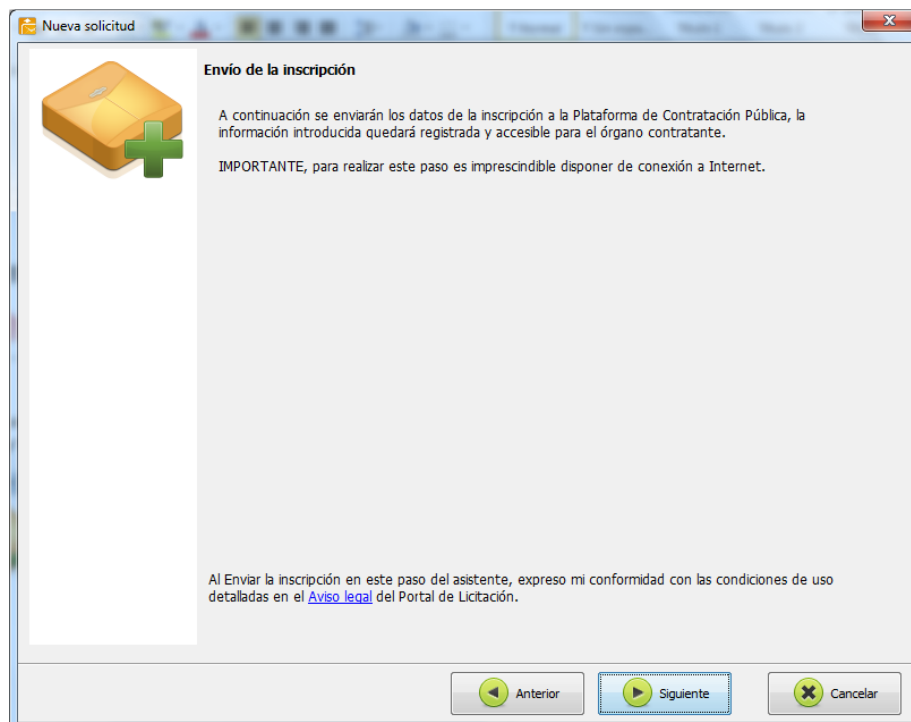 Nueva solicitud
Envío de la inscripción
A continuación se enviarán los datos de la inscripción a la Plataforma de Contratación Pública, la
información introducida quedará registrada y accesible para el órgano contratante.
IMPORTANTE, para realizar este paso es imprescindible disponer de conexión a Internet.
Al Enviar la inscripción en este paso del asistente, expreso mi conformidad con las condiciones de uso
detalladas en el Aviso legal del Portal de Licitación.
Anterior
Siguiente
Cancelar